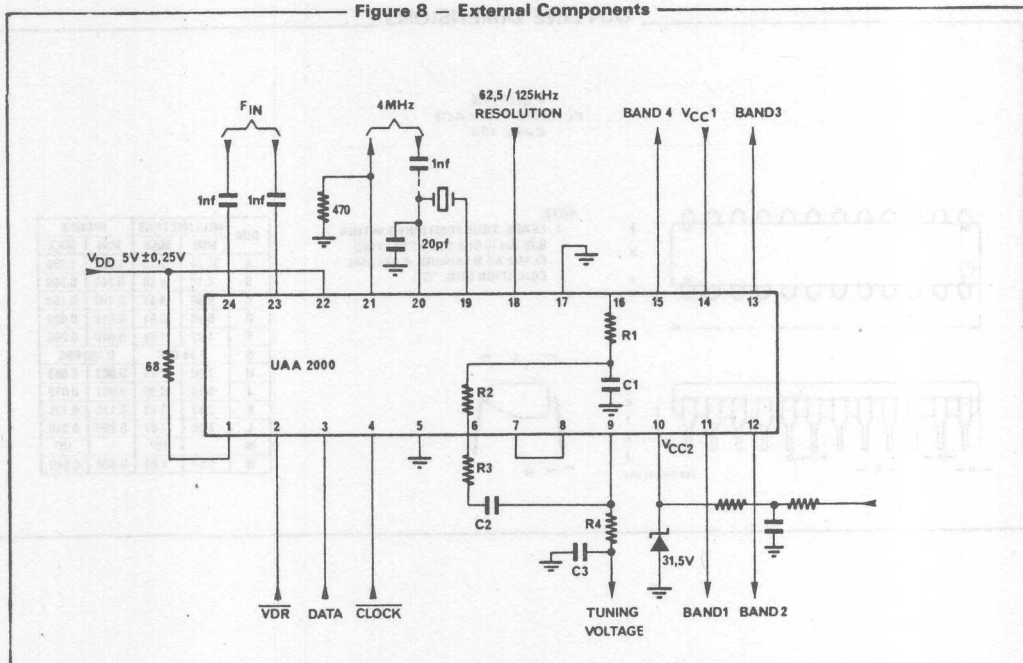 Figure 8 — External Components
F IN
4MHz
62,5 / 125kHz
RESOLUTION
BAND 4
VCC1
BAND3
1nf
1nf
1nf
470
20pf
VDD 5V ±0,25V
24 23 22 21 20 19 18 17 16 15 14 13
68
UAA 2000
R1
C1
R2
1 2 3 4 5 6 7 8 9 10 11 12
VCC2
R3
C2
R4
C3
31,5V
VDR
DATA
CLOCK
TUNING
VOLTAGE
BAND1
BAND 2